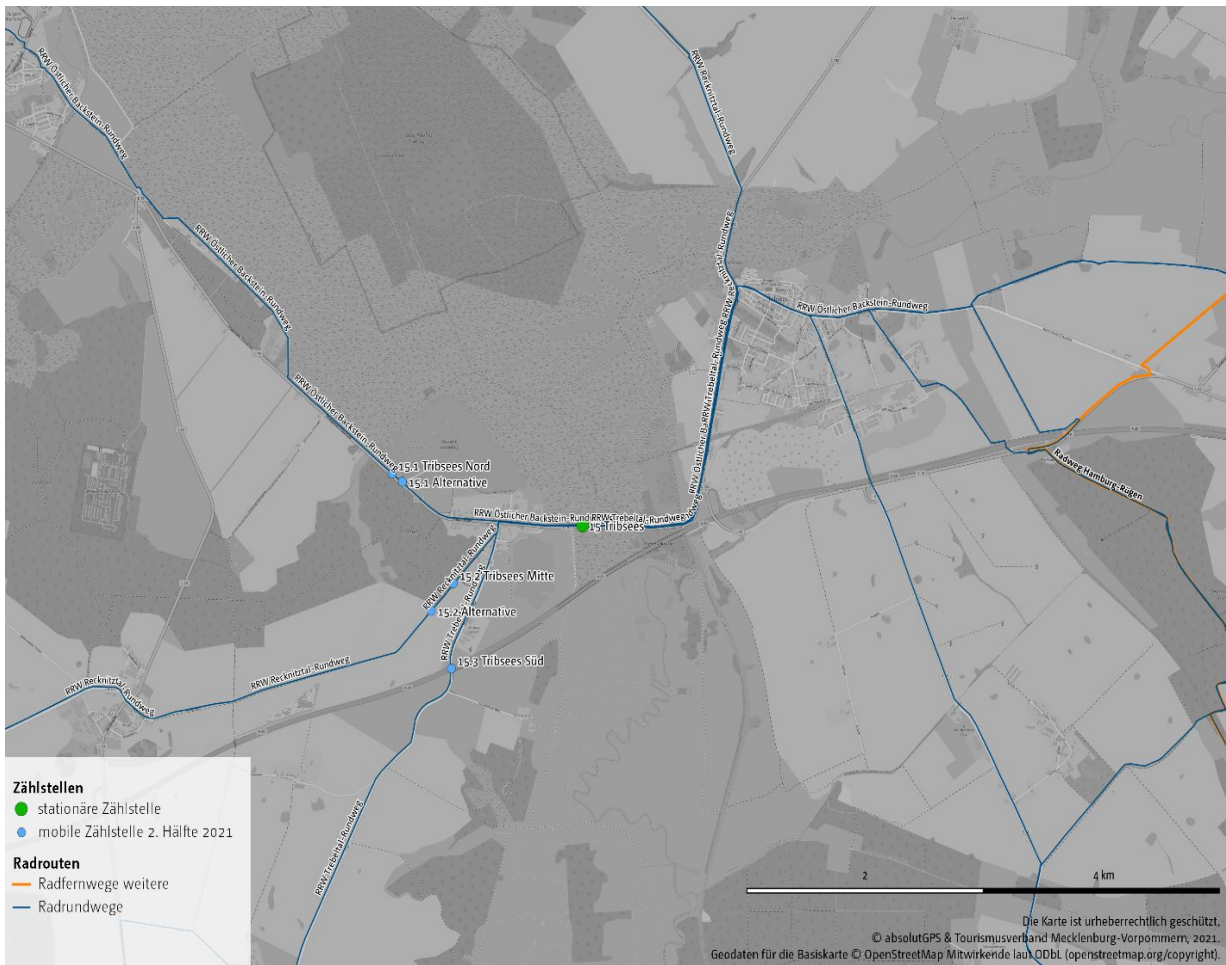 RRW Recknitztal-Rundweg
RRW Östlicher Backstein-Rundweg
RRW Östlicher Backstein-Rundweg
RRW Östlicher Backstein-Rundweg
RRW Östlicher Backstein-Rundweg
15.1 Tribsees Nord
15.1 Alternative
RRW Östlicher Backstein-Rund
RRW Trebeltal-Rundweg
15 Tribsees
RRW Trebeltal-Rundweg
Radweg Hamburg-Rügen
RRW Recknitztal-Rundweg
15.2 Tribsees Mitte
15.2 Alternative
15.3 Tribsees Süd
RRW Recknitztal-Rundweg
RRW Recknitztal-Rundweg
RRW Trebeltal-Rundweg
Zählstellen
stationäre Zählstelle
mobile Zählstelle 2. Hälfte 2021
Radrouten
Radfernwege weitere
Radrundwege
2
4 km
Die Karte ist urheberrechtlich geschützt,
© absolutGPS & Tourismusverband Mecklenburg-Vorpommern, 2021.
Geodaten für die Basiskarte © OpenStreetMap Mitwirkende laut ODbL (openstreetmap.org/copyright).